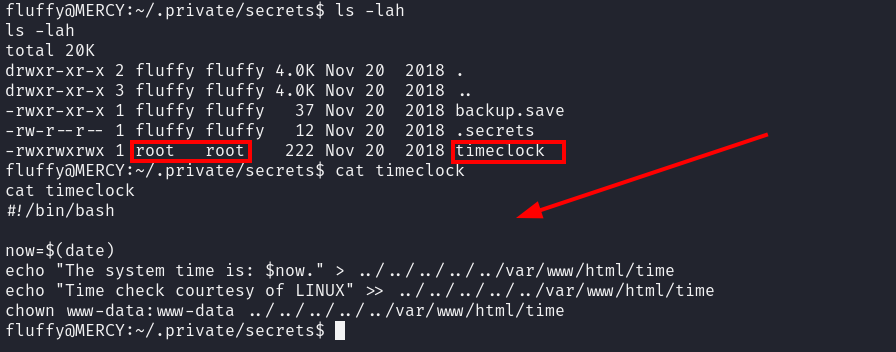 fluffy@MERCY:~/.private/secrets$ ls -lah
ls -lah
total 20K
drwxr-xr-x 2 fluffy fluffy 4.0K Nov 20  2018 .
drwxr-xr-x 3 fluffy fluffy 4.0K Nov 20  2018 ..
-rwxr-xr-x 1 fluffy fluffy   37 Nov 20  2018 backup.save
-rw-r--r-- 1 fluffy fluffy   12 Nov 20  2018 .secrets
-rwxrwxrwx 1 root   root    222 Nov 20  2018 timeclock
fluffy@MERCY:~/.private/secrets$ cat timeclock
cat timeclock
#!/bin/bash

now=$(date)
echo "The system time is: $now." > ../../../../../var/www/html/time
echo "Time check courtesy of LINUX" >> ../../../../../var/www/html/time
chown www-data:www-data ../../../../../var/www/html/time
fluffy@MERCY:~/.private/secrets$